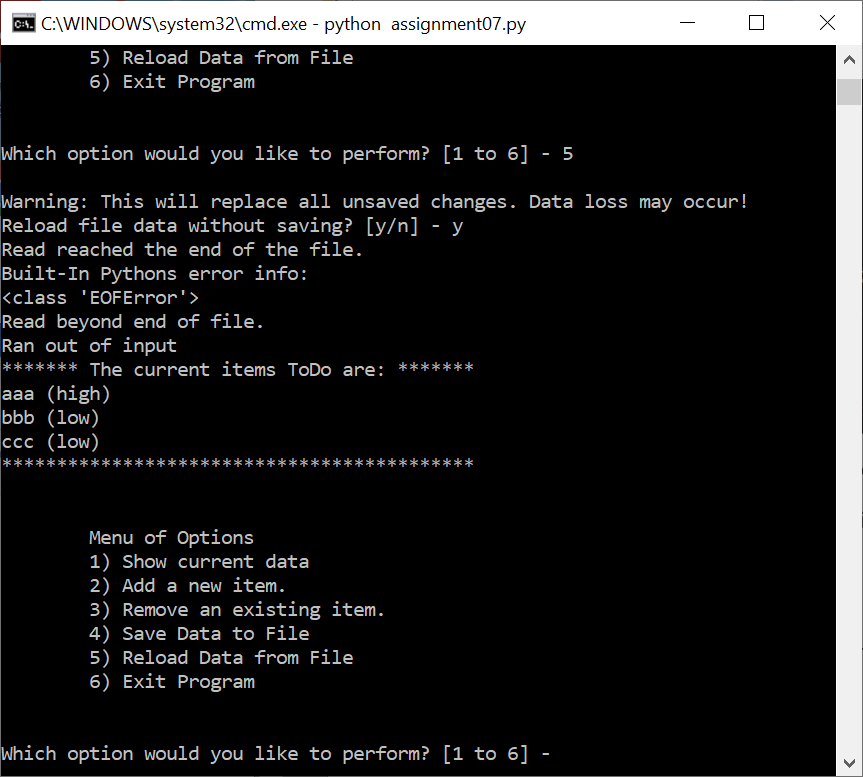 C:\WINDOWS\system32\cmd.exe - python  assignment07.py
5) Reload Data from File
6) Exit Program
Which option would you like to perform? [1 to 6] - 5
Warning: This will replace all unsaved changes. Data loss may occur!
Reload file data without saving? [y/n] - y
Read reached the end of the file.
Built-In Pythons error info:
<class 'EOFError'>
Read beyond end of file.
Ran out of input
******* The current items ToDo are: *******
aaa (high)
bbb (low)
ccc (low)
*******************************************
Menu of Options
1) Show current data
2) Add a new item.
3) Remove an existing item.
4) Save Data to File
5) Reload Data from File
6) Exit Program
Which option would you like to perform? [1 to 6] -